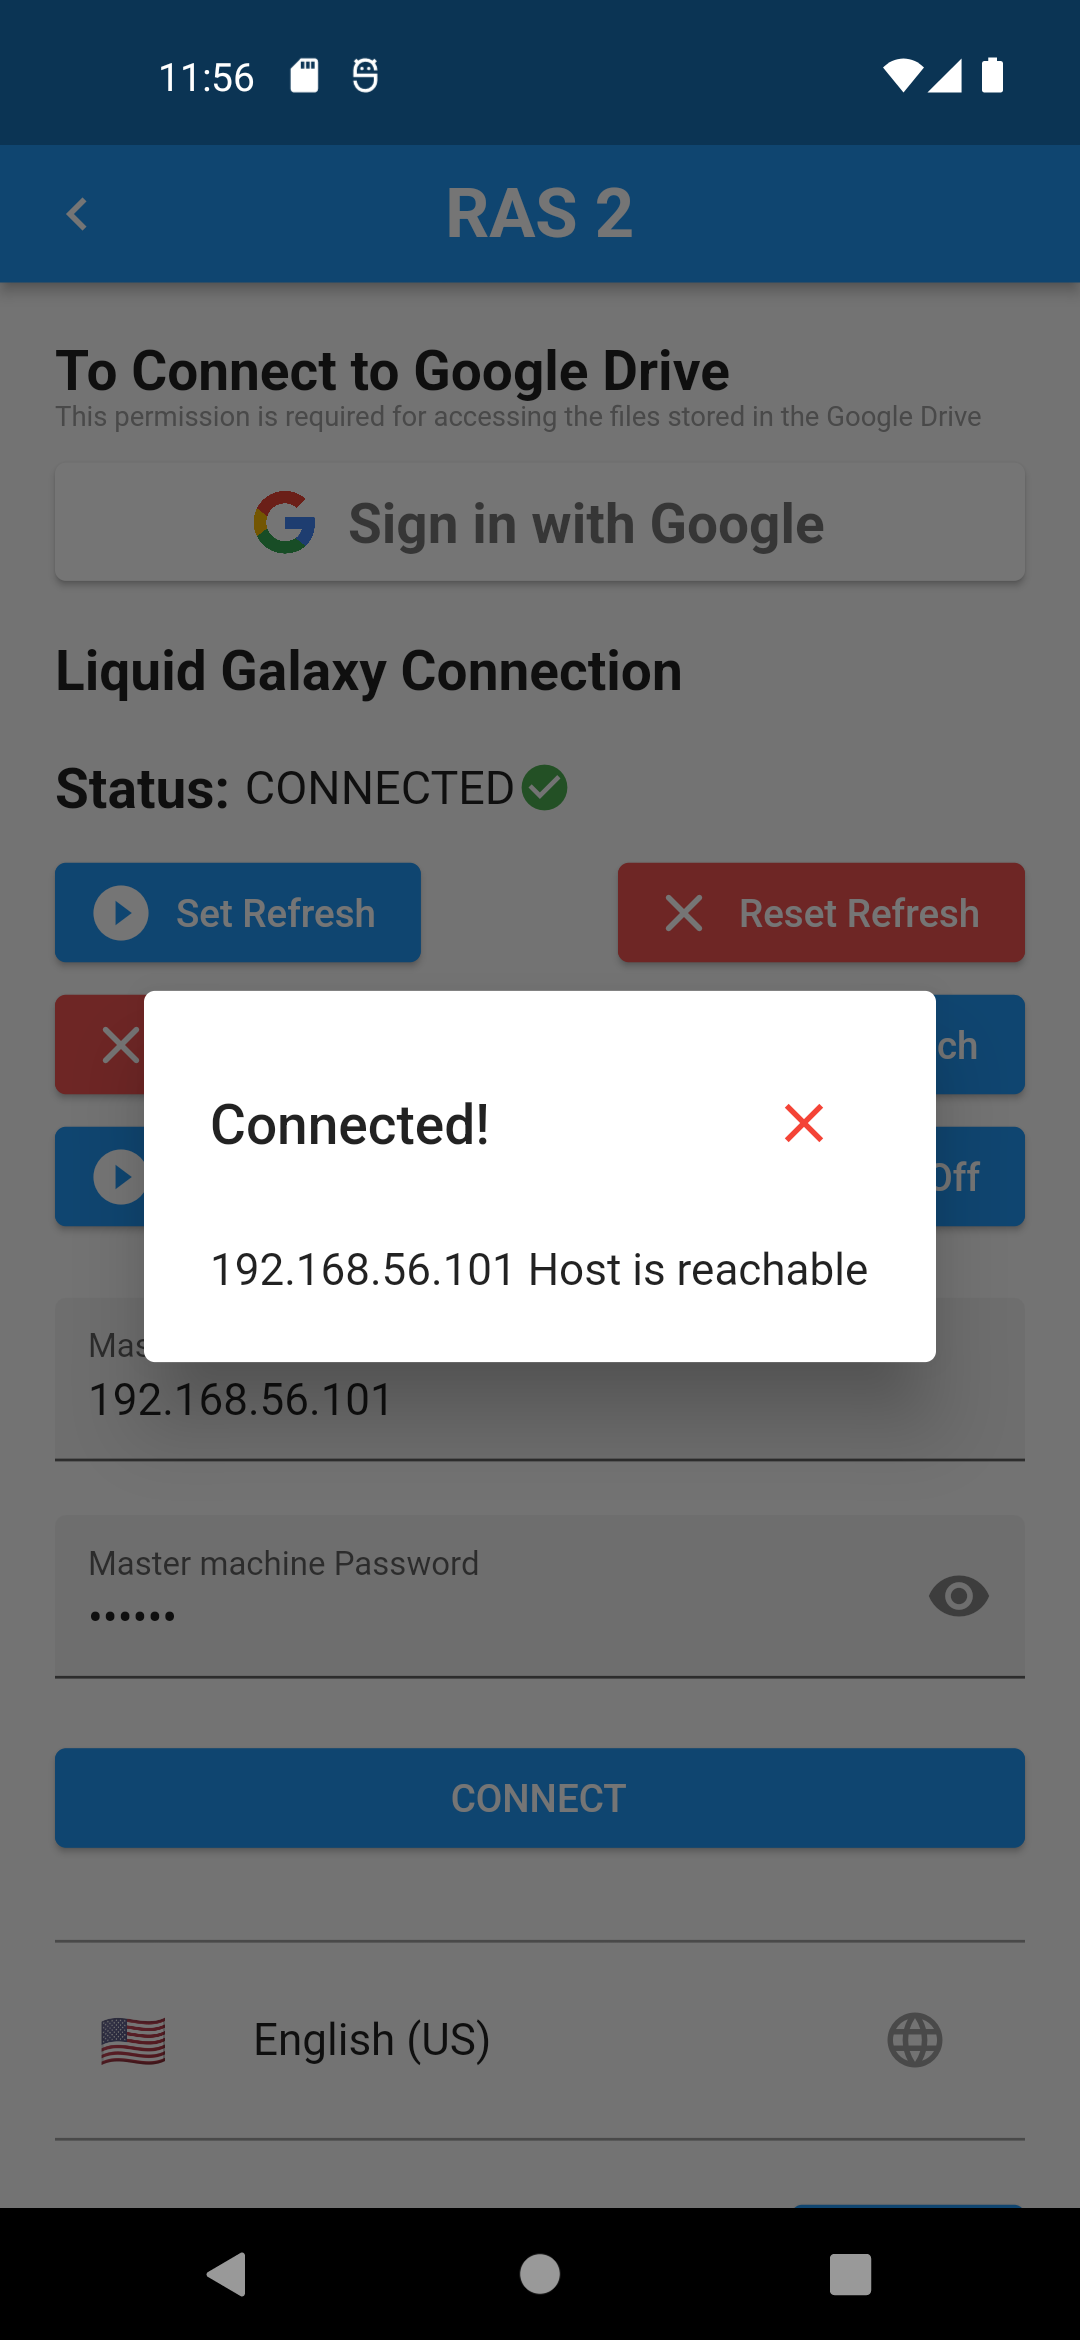 11:56
RAS 2
To Connect to Google Drive
This permission is required for accessing the files stored in the Google Drive
Sign in with Google
Liquid Galaxy Connection
Status: CONNECTED
Set Refresh
Reset Refresh
ch
Connected!
Off
192.168.56.101 Host is reachable
Mas
192.168.56.101
Master machine Password
••••••
CONNECT
English (US)